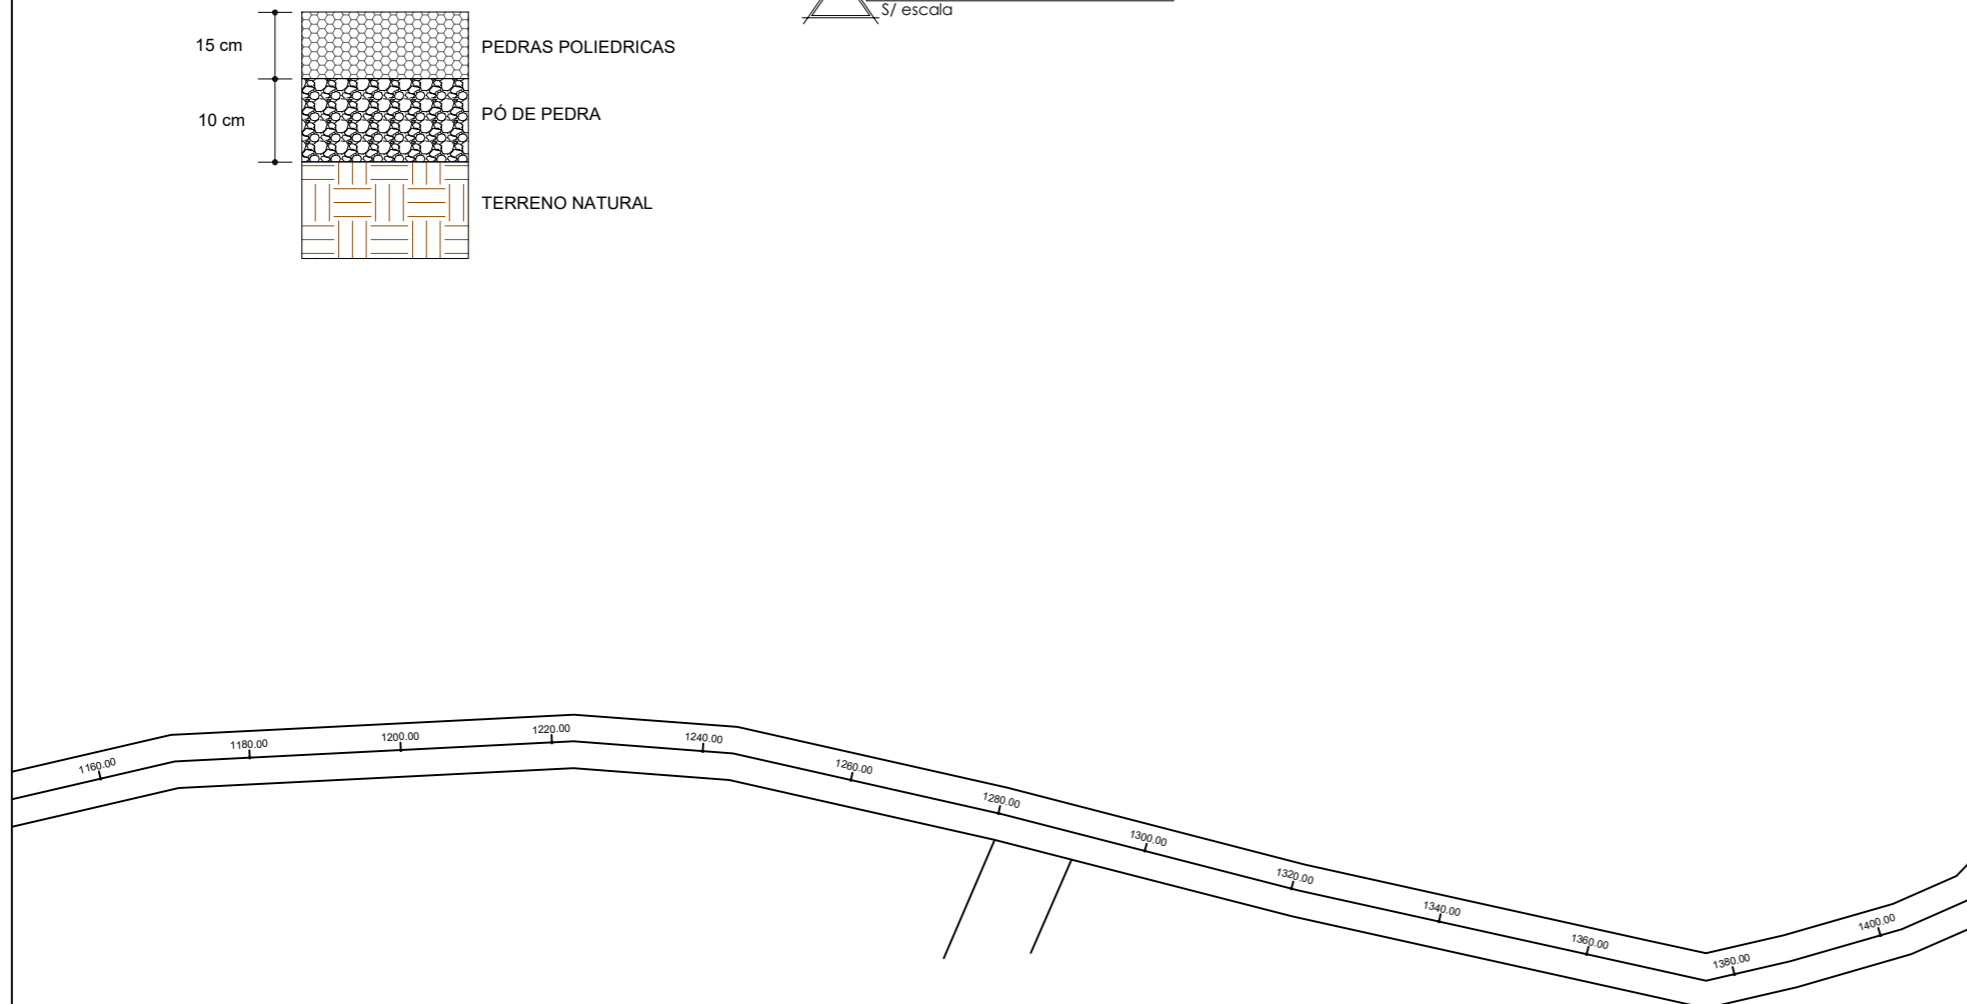 S/ escala
15 cm
PEDRAS POLIEDRICAS
10 cm
PÓ DE PEDRA
TERRENO NATURAL
1160.00
1180.00
1200.00
1220.00
1240.00
1260.00
1280.00
1300.00
1320.00
1340.00
1360.00
1380.00
1400.00